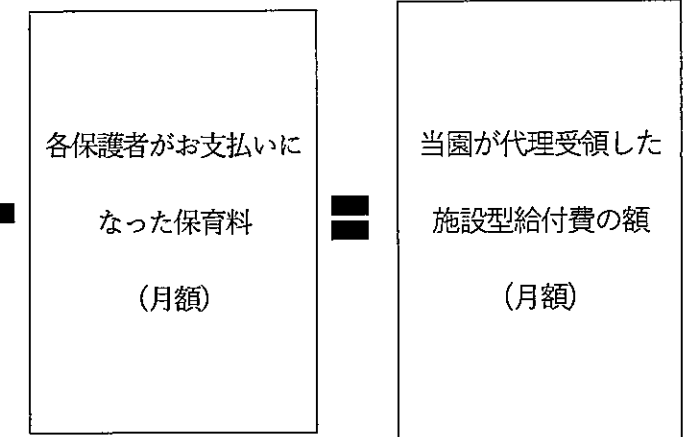 各保護者がお支払いに
なった保育料
(月額)
当園が代理受領した
施設型給付費の額
(月額)